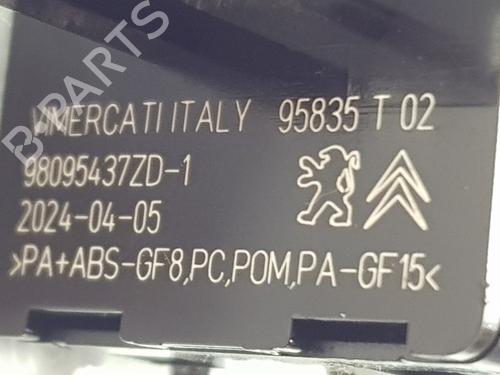 B-PARTS
VIMERCATI ITALY 95835 T 02
98095437ZD-1
2024-04-05
>PA+ABS-GF8,PC,POM,PA-GF15<